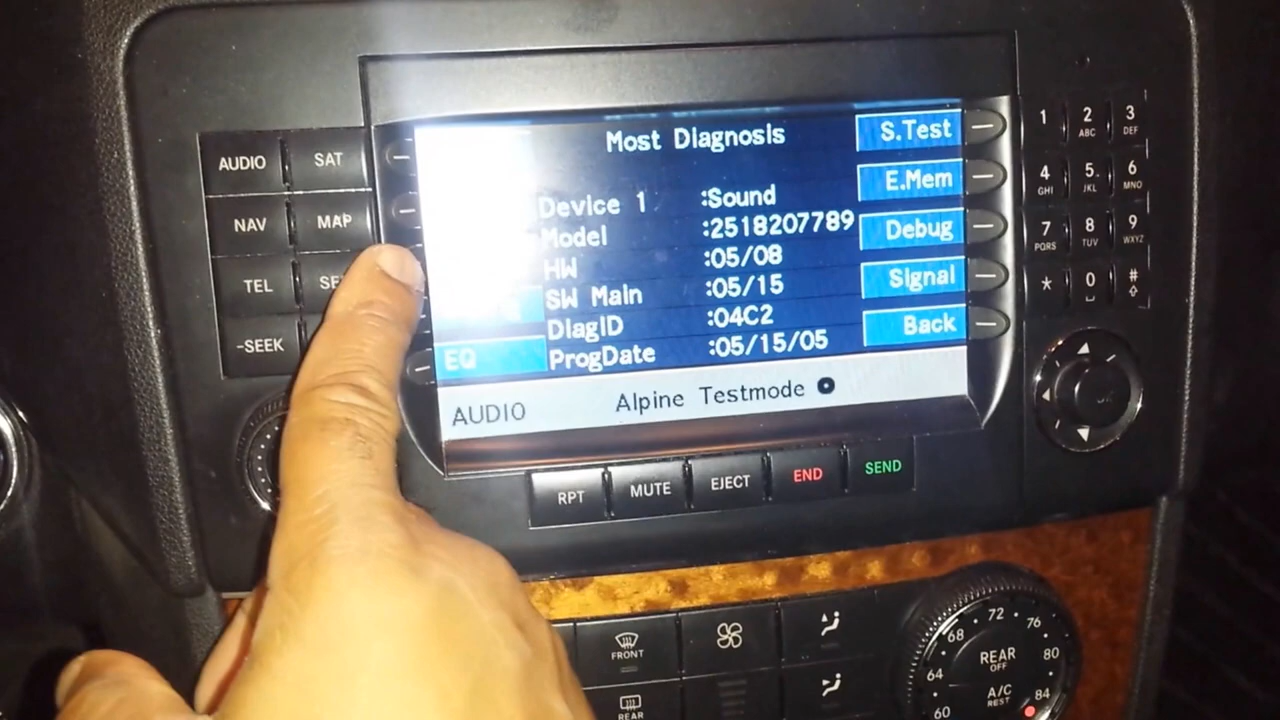 AUDIO
SAT
NAV
MAP
TEL
-SEEK
Most Diagnosis
Device 1 :Sound
Model :2518207789
HW :05/08
SW Main :05/15
DiagID :04C2
ProgDate :05/15/05
S.Test
E.Mem
Debug
Signal
Back
EQ
AUDIO Alpine Testmode
RPT
MUTE
EJECT
END
SEND
1
2 ABC
3 DEF
4 GHI
5 JKL
6 MNO
7 PQRS
8 TUV
9 WXYZ
*
0
#
FRONT
REAR
60
64
68
72
76
80
84
REAR
OFF
A/C
REST